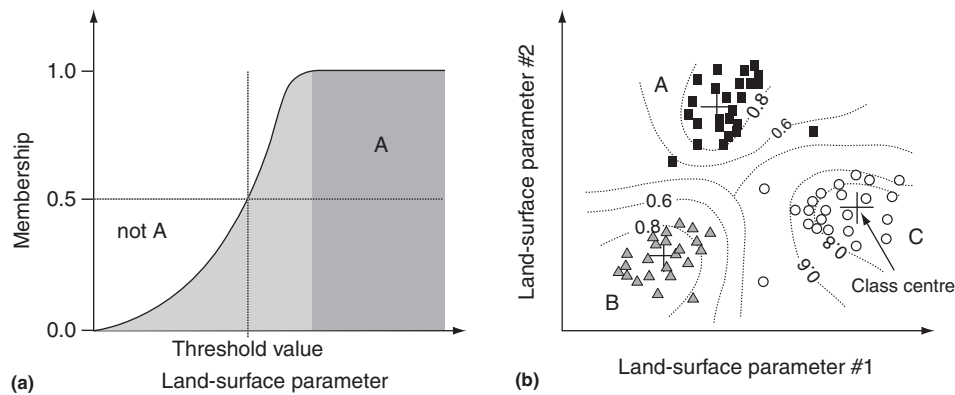 1.0
0.5
0.0
Membership
not A
A
Threshold value
Land-surface parameter
(a)
Land-surface parameter #2
A
0.8
0.6
0.6
0.8
B
0.8
0.6
C
Class centre
Land-surface parameter #1
(b)